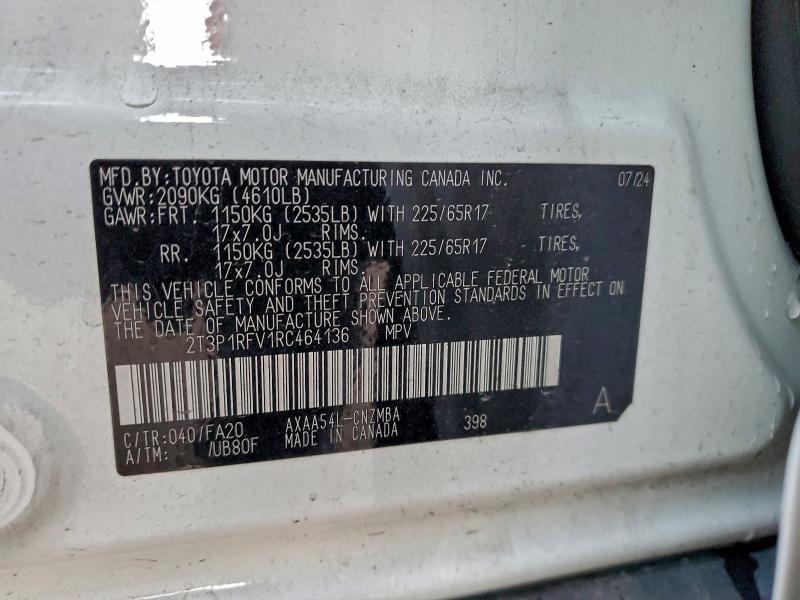 MFD.BY:TOYOTA MOTOR MANUFACTURING CANADA INC. 07/24
GVWR:2090KG (4610LB)
GAWR:FRT. 1150KG (2535LB) WITH 225/65R17 TIRES,
17x7.0J RIMS.
RR. 1150KG (2535LB) WITH 225/65R17 TIRES,
17x7.0J RIMS.
THIS VEHICLE CONFORMS TO ALL APPLICABLE FEDERAL MOTOR
VEHICLE SAFETY AND THEFT PREVENTION STANDARDS IN EFFECT ON
THE DATE OF MANUFACTURE SHOWN ABOVE.
2T3P1RFV1RC464136 MPV
C/TR:040/FA20 AXAA54L-CNZMBA 398 A
A/TM: /UB80F MADE IN CANADA